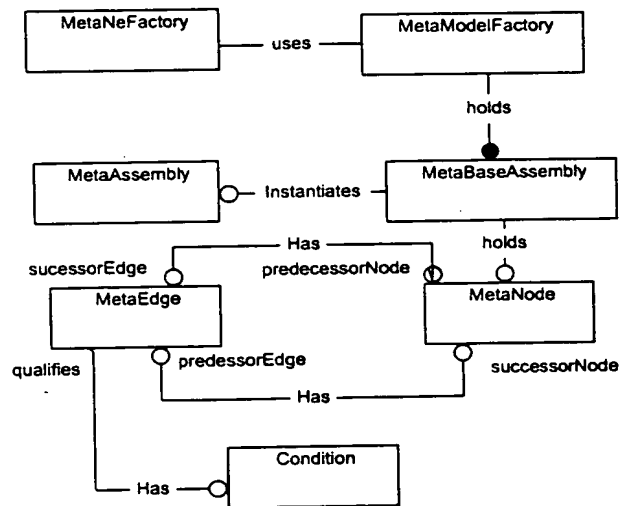 MetaNeFactory
uses
MetaModelFactory
holds
MetaAssembly
Instantiates
MetaBaseAssembly
holds
Has
sucessorEdge
predecessorNode
MetaEdge
MetaNode
qualifies
predessorEdge
successorNode
Has
Condition
Has